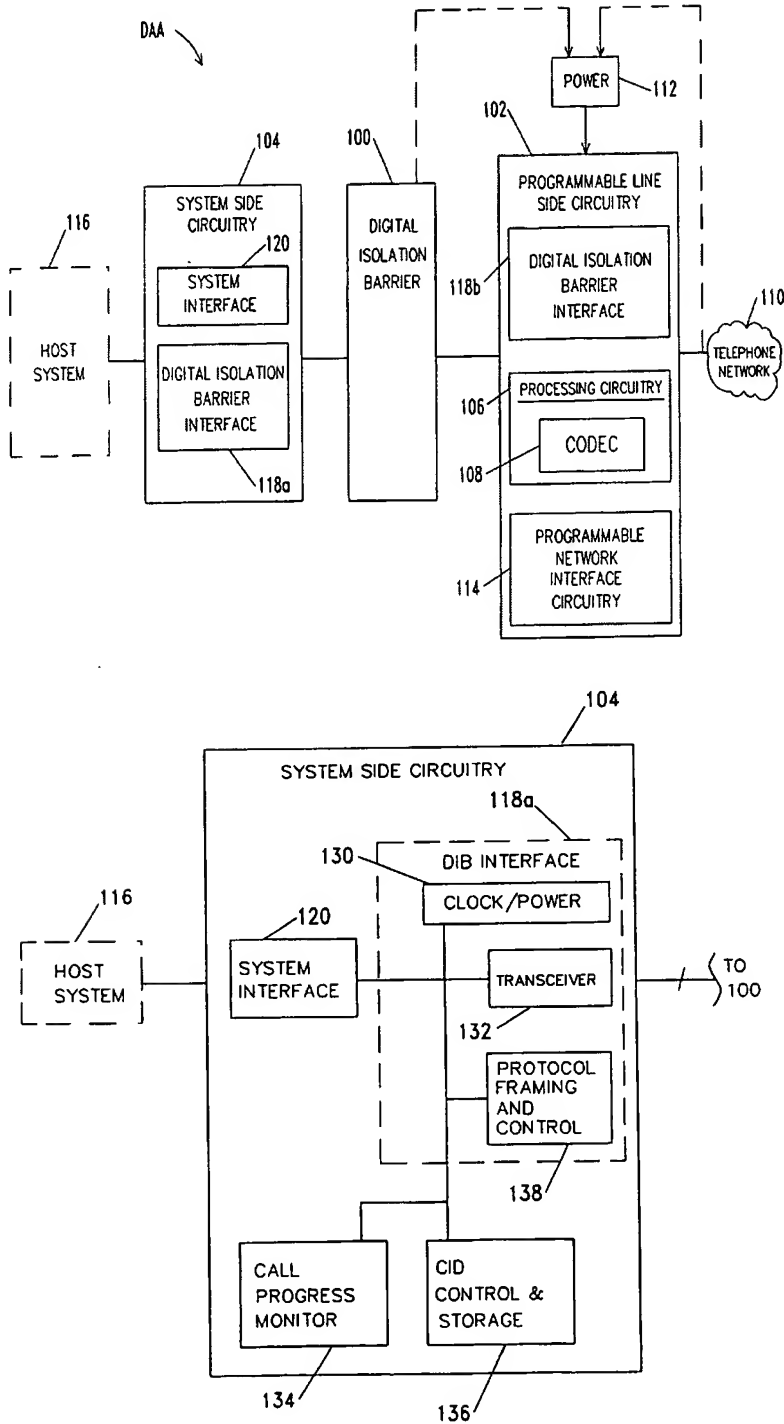 DAA
POWER
112
102
104
100
116
SYSTEM SIDE
CIRCUITRY
120
SYSTEM
INTERFACE
DIGITAL ISOLATION
BARRIER
INTERFACE
118a
HOST
SYSTEM
DIGITAL
ISOLATION
BARRIER
PROGRAMMABLE LINE
SIDE CIRCUITRY
118b
DIGITAL ISOLATION
BARRIER
INTERFACE
106
PROCESSING CIRCUITRY
108
CODEC
114
PROGRAMMABLE
NETWORK
INTERFACE
CIRCUITRY
110
TELEPHONE
NETWORK
104
SYSTEM SIDE CIRCUITRY
118a
130
DIB INTERFACE
CLOCK/POWER
116
HOST
SYSTEM
120
SYSTEM
INTERFACE
TRANSCEIVER
132
TO
100
PROTOCOL
FRAMING
AND
CONTROL
138
CALL
PROGRESS
MONITOR
134
CID
CONTROL &
STORAGE
136